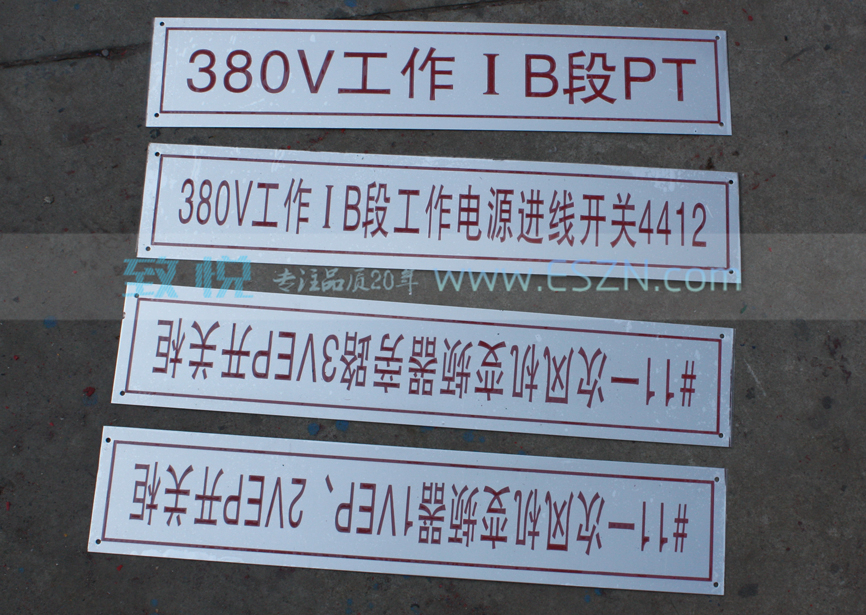 380V工作ⅠB段PT
380V工作ⅠB段工作电源进线开关4412
致悦 专注品质20年 www.ESZN.com
#11一次风机变频器旁路3VEP开关柜
#11一次风机变频器1VEP、2VEP开关柜